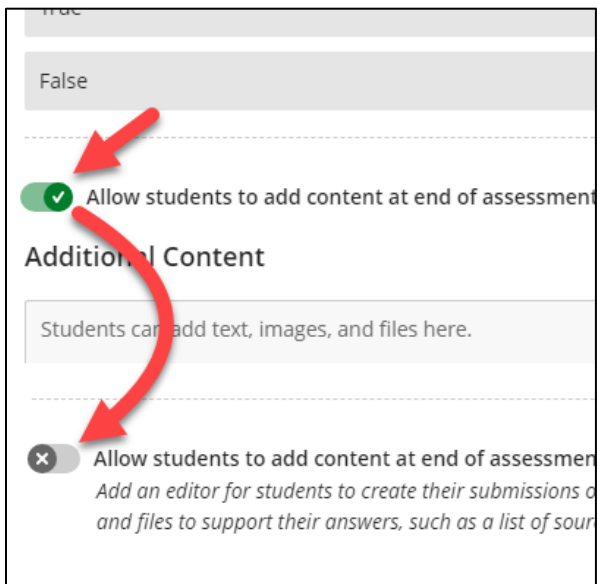 True
False
Allow students to add content at end of assessment
Additional Content
Students can add text, images, and files here.
Allow students to add content at end of assessmen
Add an editor for students to create their submissions o
and files to support their answers, such as a list of sour